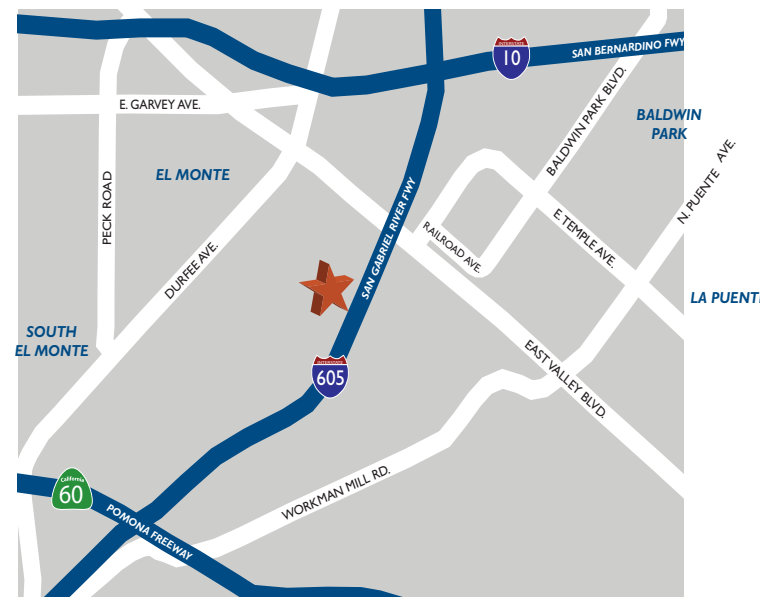 INTERSTATE
10
SAN BERNARDINO FWY
E. GARVEY AVE.
BALDWIN PARK BLVD.
BALDWIN
PARK
N. PUENTE AVE.
EL MONTE
PECK ROAD
SAN GABRIEL RIVER FWY
RAILROAD AVE.
E. TEMPLE AVE.
DURFEE AVE.
LA PUENT
SOUTH
EL MONTE
INTERSTATE
605
EAST VALLEY BLVD.
California
60
WORKMAN MILL RD.
POMONA FREEWAY